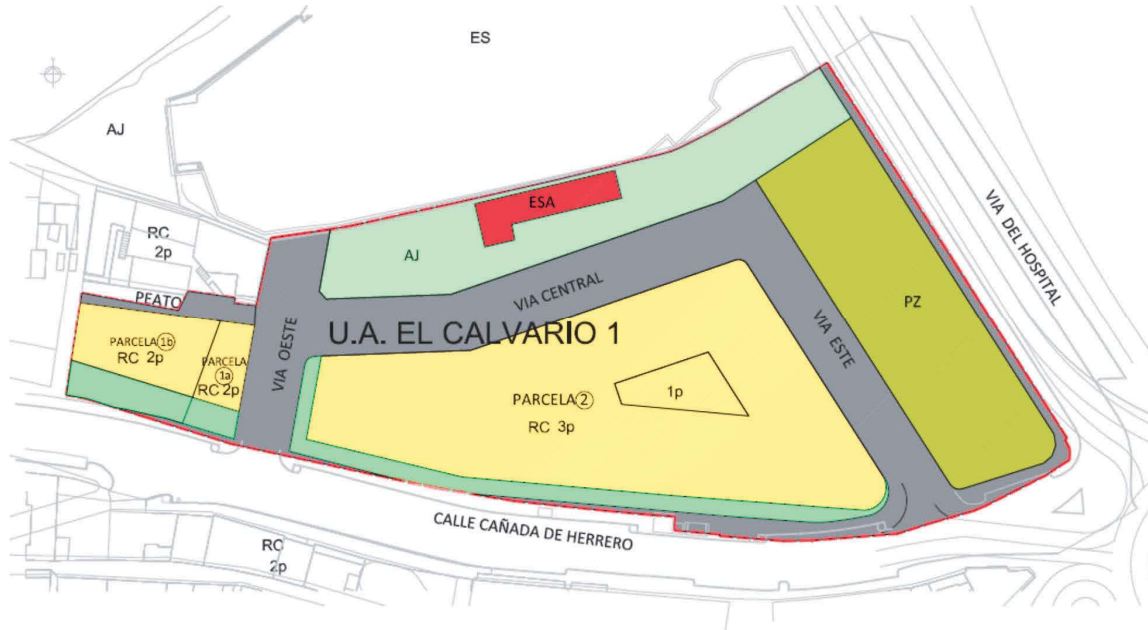 ES
AJ
RC
2p
ESA
AJ
VIA DEL HOSPITAL
PEATO
VIA CENTRAL
PZ
U.A. EL CALVARIO 1
VIA OESTE
VIA ESTE
PARCELA 1b
RC 2p
PARCELA
1a
RC 2p
1p
PARCELA 2
RC 3p
CALLE CAÑADA DE HERRERO
RC
2p